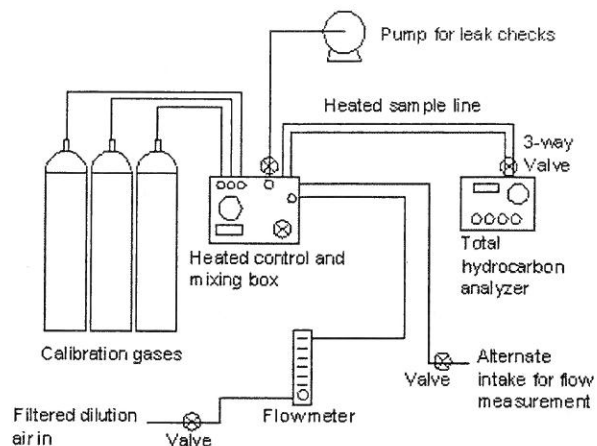 Pump for leak checks
Heated sample line
3-way
Valve
Heated control and
mixing box
Total
hydrocarbon
analyzer
Calibration gases
Valve
Alternate
intake for flow
measurement
Filtered dilution
air in
Valve
Flowmeter